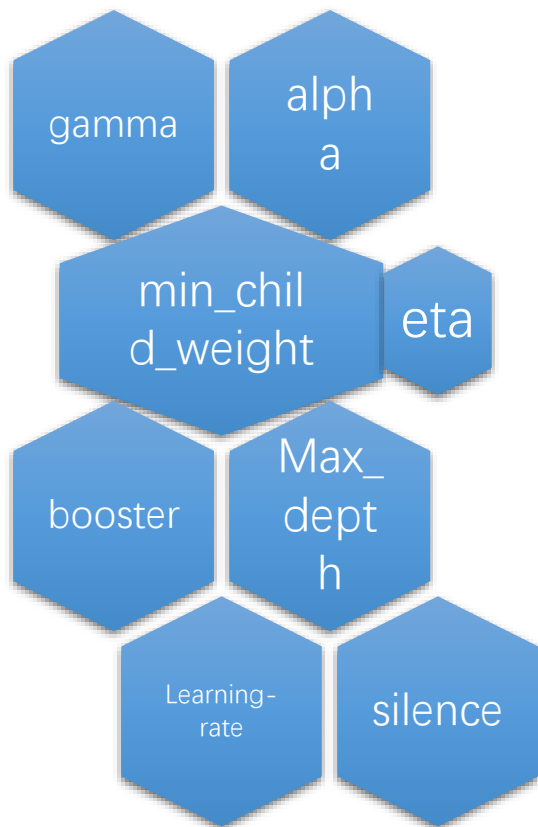 gamma
alph
a
min_chil
d_weight
eta
booster
Max_
dept
h
Learning-
rate
silence